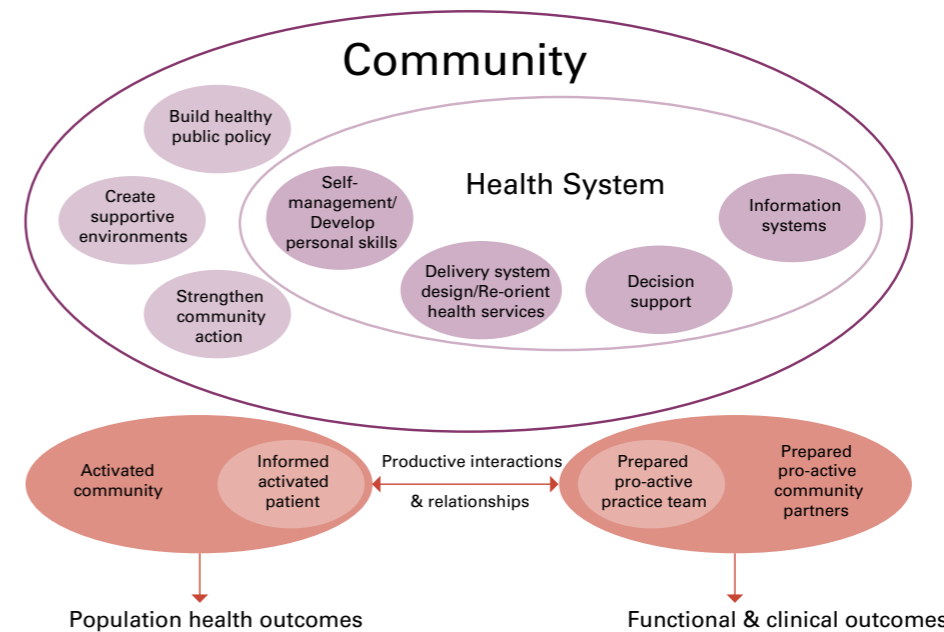 Community
Build healthy
public policy
Health System
Self-
management/
Develop
personal skills
Create
supportive
environments
Information
systems
Delivery system
design/Re-orient
health services
Decision
support
Strengthen
community
action
Activated
community
Informed
activated
patient
Productive interactions
& relationships
Prepared
pro-active
practice team
Prepared
pro-active
community
partners
Population health outcomes
Functional & clinical outcomes